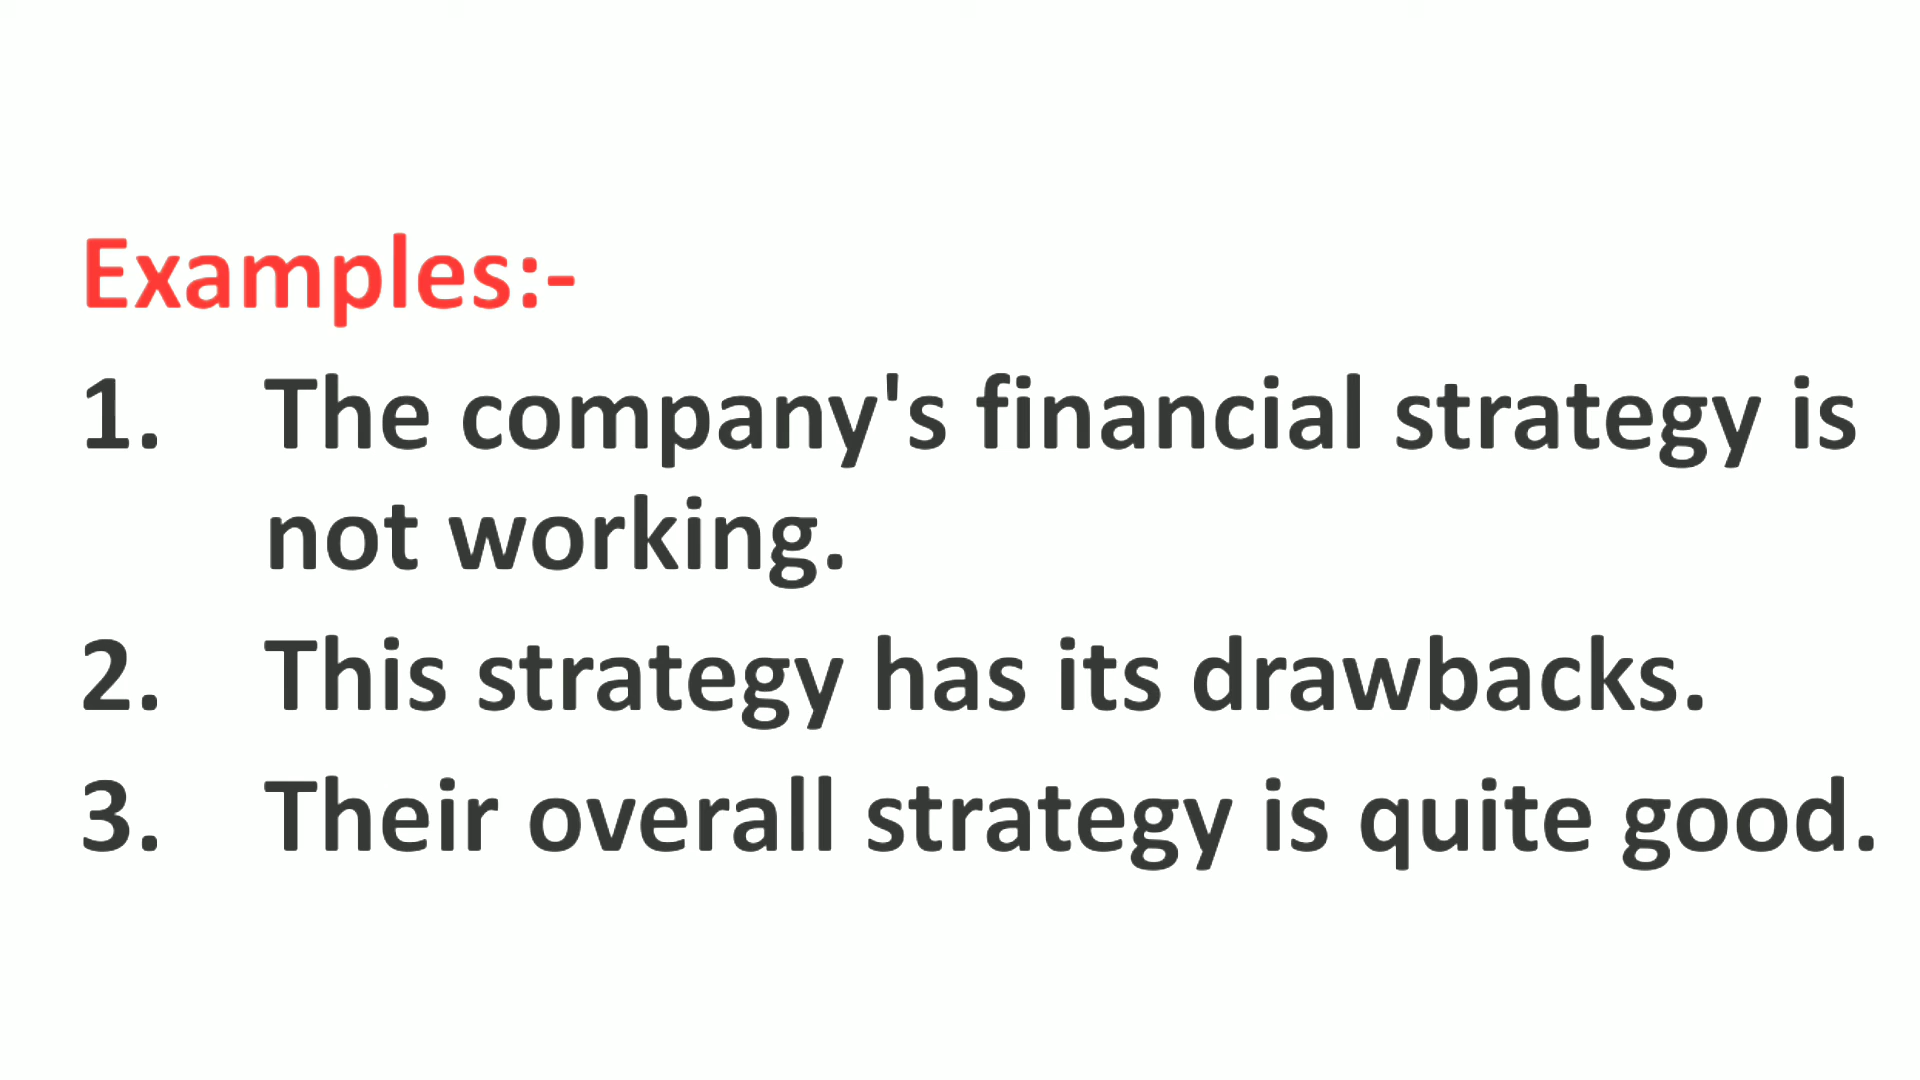 Examples:-
1. The company's financial strategy is
not working.
2. This strategy has its drawbacks.
3. Their overall strategy is quite good.